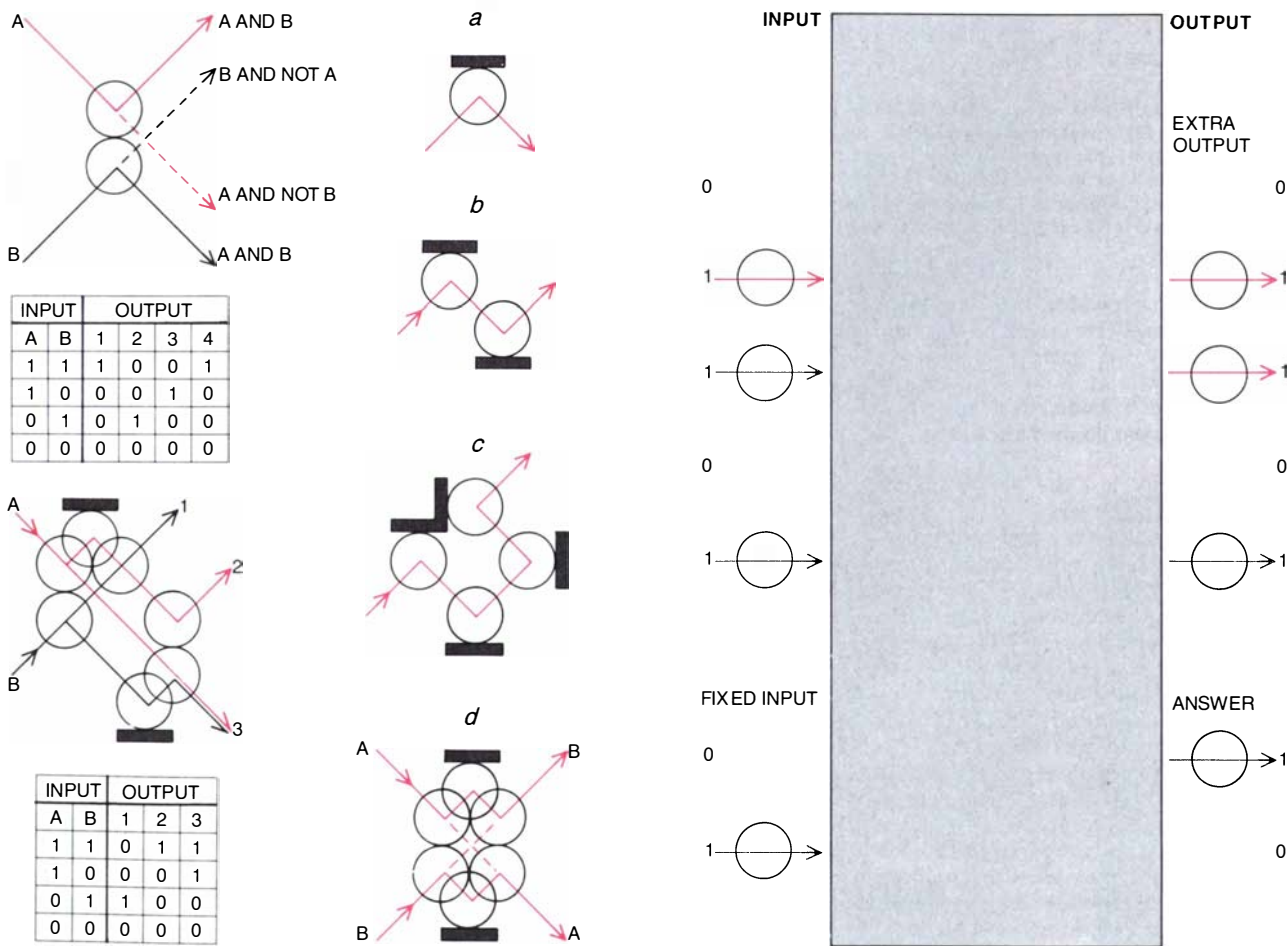 A
A AND B
B AND NOT A
A AND NOT B
B
A AND B
INPUT OUTPUT
A B 1 2 3 4
1 1 1 0 0 1
1 0 0 0 1 0
0 1 0 1 0 0
0 0 0 0 0 0
A
1
2
B
3
INPUT OUTPUT
A B 1 2 3
1 1 0 1 1
1 0 0 0 1
0 1 1 0 0
0 0 0 0 0
a
b
c
d
A
B
B
A
INPUT
OUTPUT
EXTRA
OUTPUT
0
0
1
1
1
1
0
0
1
1
FIXED INPUT
ANSWER
0
1
1
0